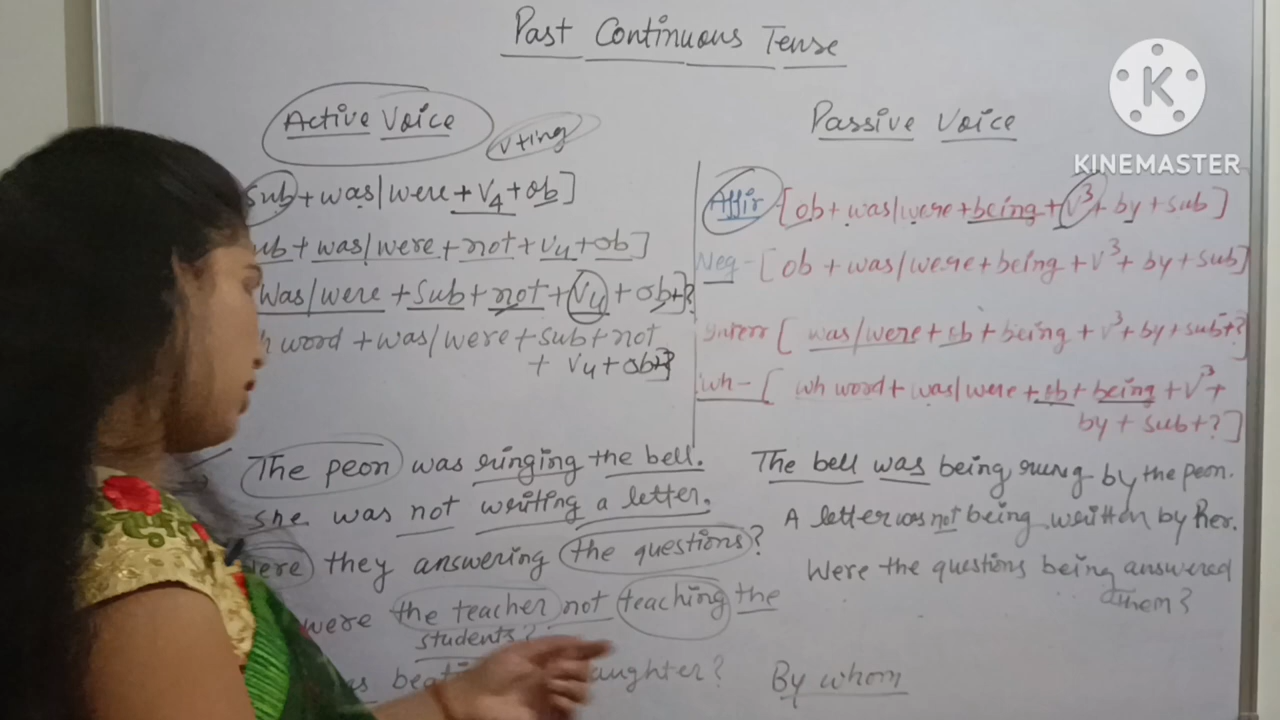 Past Continuous Tense
KINEMASTER
Active Voice
V+ing
Sub + was/were + V4 + ob]
ub + was/were + not + V4 + ob]
Was/were + Sub + not + V4 + ob+?
h word + was/were + sub + not
+ V4 + ob+?]
Passive Voice
Affir - [ob + was/were + being + V3 + by + sub]
Neg - [ob + was/were + being + V3 + by + sub]
Interr [was/were + ob + being + V3 + by + sub+?]
Wh - [wh word + was/were + ob + being + V3 +
by + sub+?]
The peon was ringing the bell.
she was not writing a letter.
Were they answering the questions?
were the teacher not teaching the
students?
aughter?
The bell was being rung by the peon.
A letter was not being written by her.
Were the questions being answered
them?
By whom